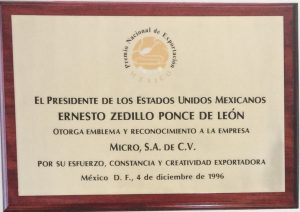 Premio Nacional de Exportación
MÉXICO
EL PRESIDENTE DE LOS ESTADOS UNIDOS MEXICANOS
ERNESTO ZEDILLO PONCE DE LEÓN
OTORGA EMBLEMA Y RECONOCIMIENTO A LA EMPRESA
MICRO, S.A. DE C.V.
POR SU ESFUERZO, CONSTANCIA Y CREATIVIDAD EXPORTADORA
México D. F., 4 de diciembre de 1996